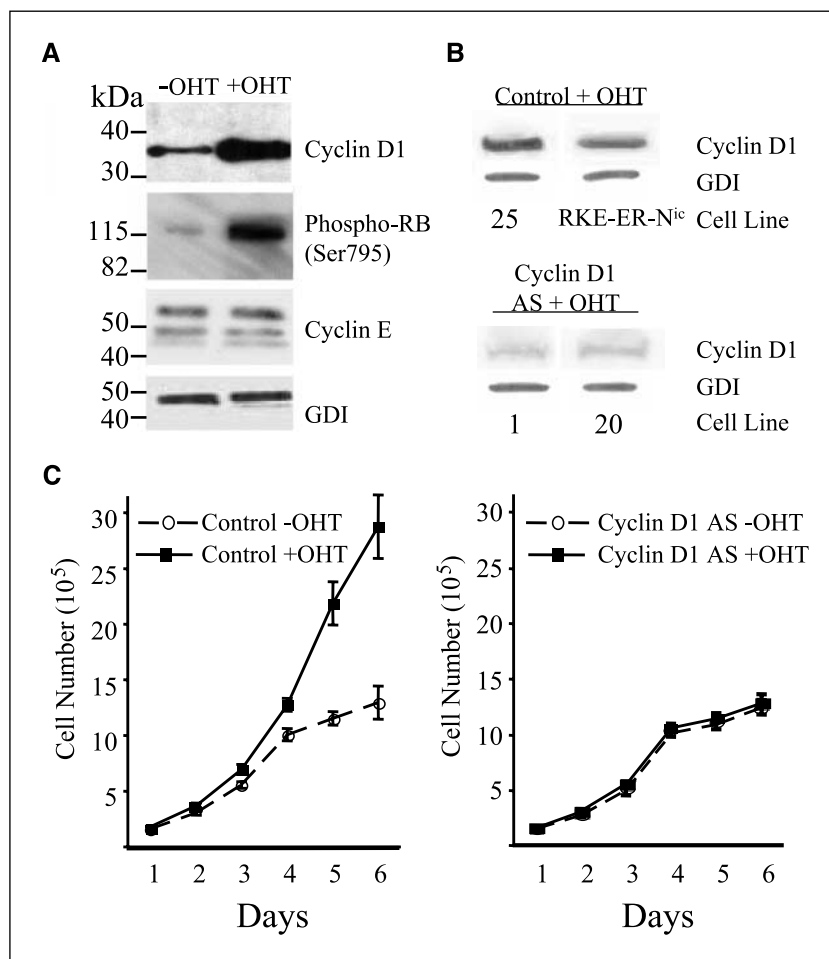 A
-OHT +OHT
kDa
40
30
Cyclin D1
115
82
Phospho-RB
(Ser795)
50
40
Cyclin E
50
40
GDI
B
Control + OHT
Cyclin D1
GDI
25 RKE-ER-Nic Cell Line
Cyclin D1
AS + OHT
Cyclin D1
GDI
1 20 Cell Line
C
Cell Number (10^5)
30
25
20
15
10
5
Control -OHT
Control +OHT
1 2 3 4 5 6
Days
Cell Number (10^5)
30
25
20
15
10
5
Cyclin D1 AS -OHT
Cyclin D1 AS +OHT
1 2 3 4 5 6
Days